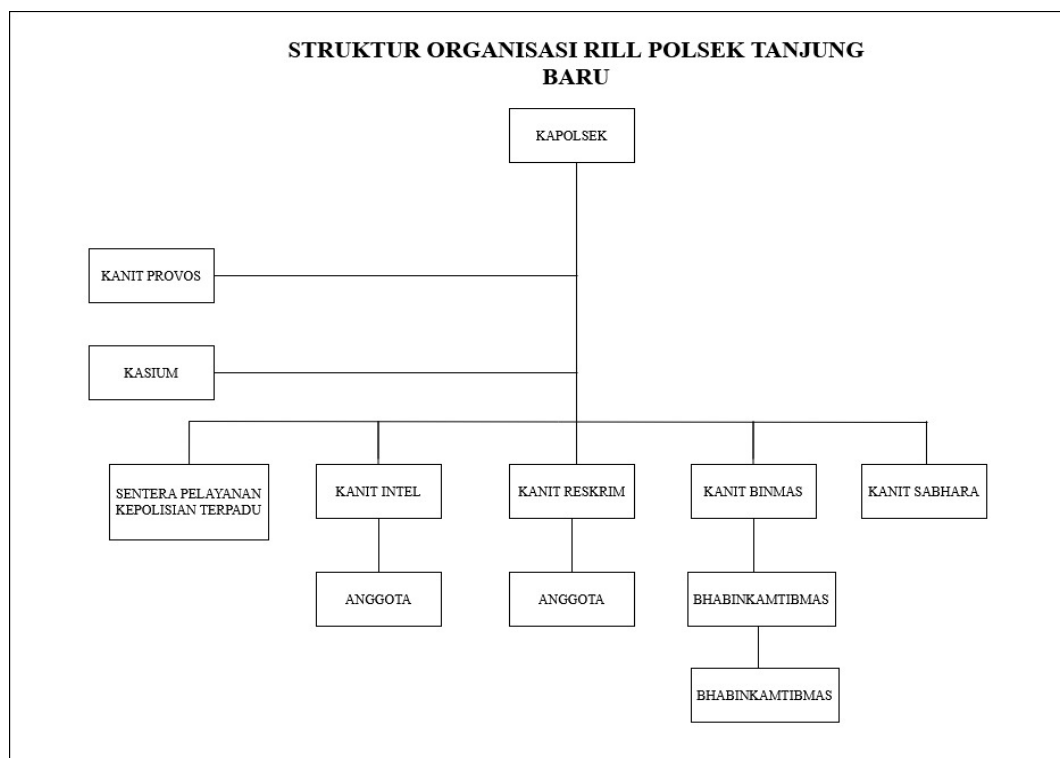 STRUKTUR ORGANISASI RILL POLSEK TANJUNG
BARU
KAPOLSEK
KANIT PROVOS
KASIUM
SENTERA PELAYANAN
KEPOLISIAN TERPADU
KANIT INTEL
KANIT RESKRIM
KANIT BINMAS
KANIT SABHARA
ANGGOTA
ANGGOTA
BHABINKAMTIBMAS
BHABINKAMTIBMAS